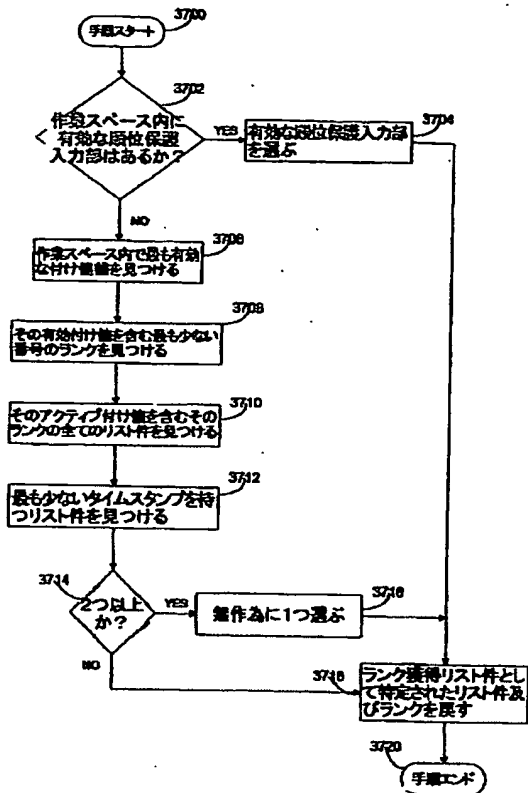 3700
手順スタート
3702
作業スペース内に
有効な段位保護
入力部はあるか？
YES
3704
有効な段位保護入力部
を選ぶ
NO
3706
作業スペース内で最も有効
な付け値を見つける
3708
その有効付け値を含む最も少ない
番号のランクを見つける
3710
そのアクティブ付け値を含むその
ランクの全てのリスト件を見つける
3712
最も少ないタイムスタンプを持
つリスト件を見つける
3714
2つ以上
か？
YES
3716
無作為に1つ選ぶ
NO
3718
ランク獲得リスト件とし
て特定されたリスト件及
びランクを戻す
3720
手順エンド